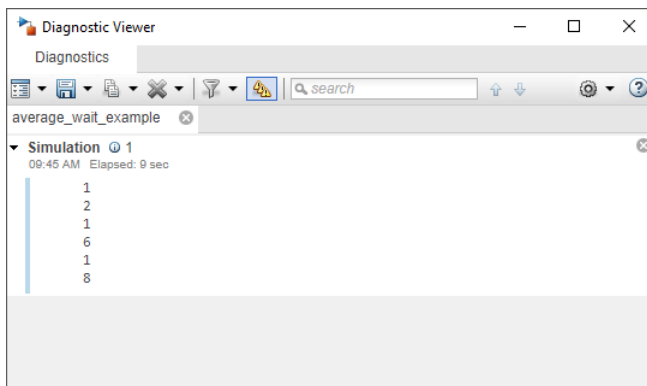 Diagnostic Viewer
Diagnostics
search
average_wait_example
Simulation 1
09:45 AM Elapsed: 9 sec
1
2
1
6
1
8